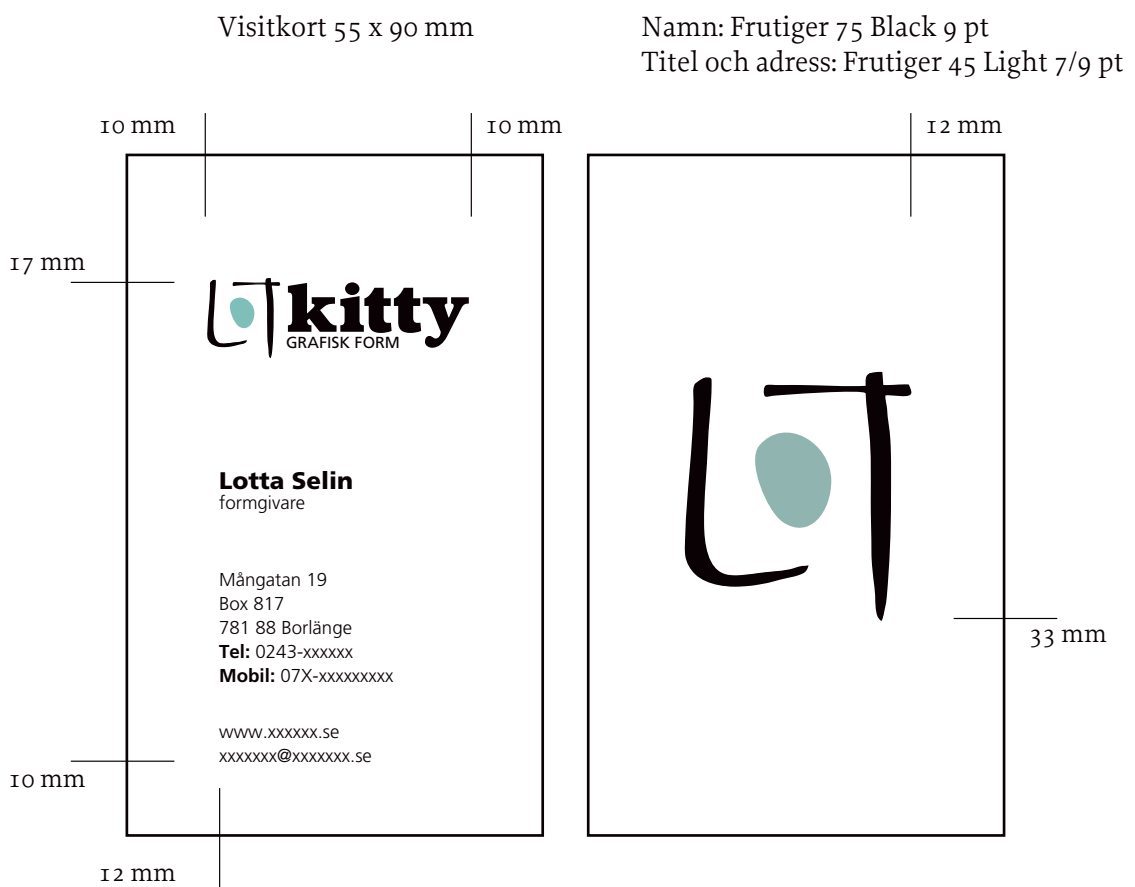 Visitkort 55 x 90 mm
Namn: Frutiger 75 Black 9 pt
Titel och adress: Frutiger 45 Light 7/9 pt
10 mm
10 mm
12 mm
17 mm
LOT kitty
GRAFISK FORM
Lotta Selin
formgivare
Mångatan 19
Box 817
781 88 Borlänge
Tel: 0243-xxxxxx
Mobil: 07X-xxxxxxxxx
www.xxxxxx.se
xxxxxxx@xxxxxxx.se
10 mm
12 mm
LOT
33 mm